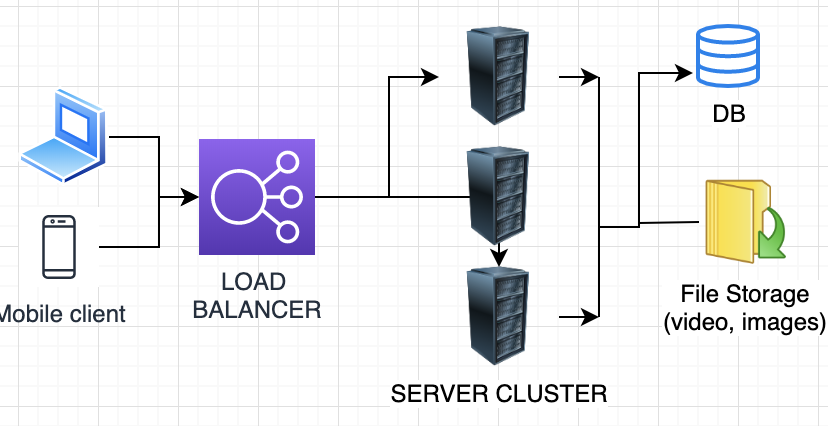 DB
LOAD
BALANCER
Mobile client
File Storage
(video, images)
SERVER CLUSTER